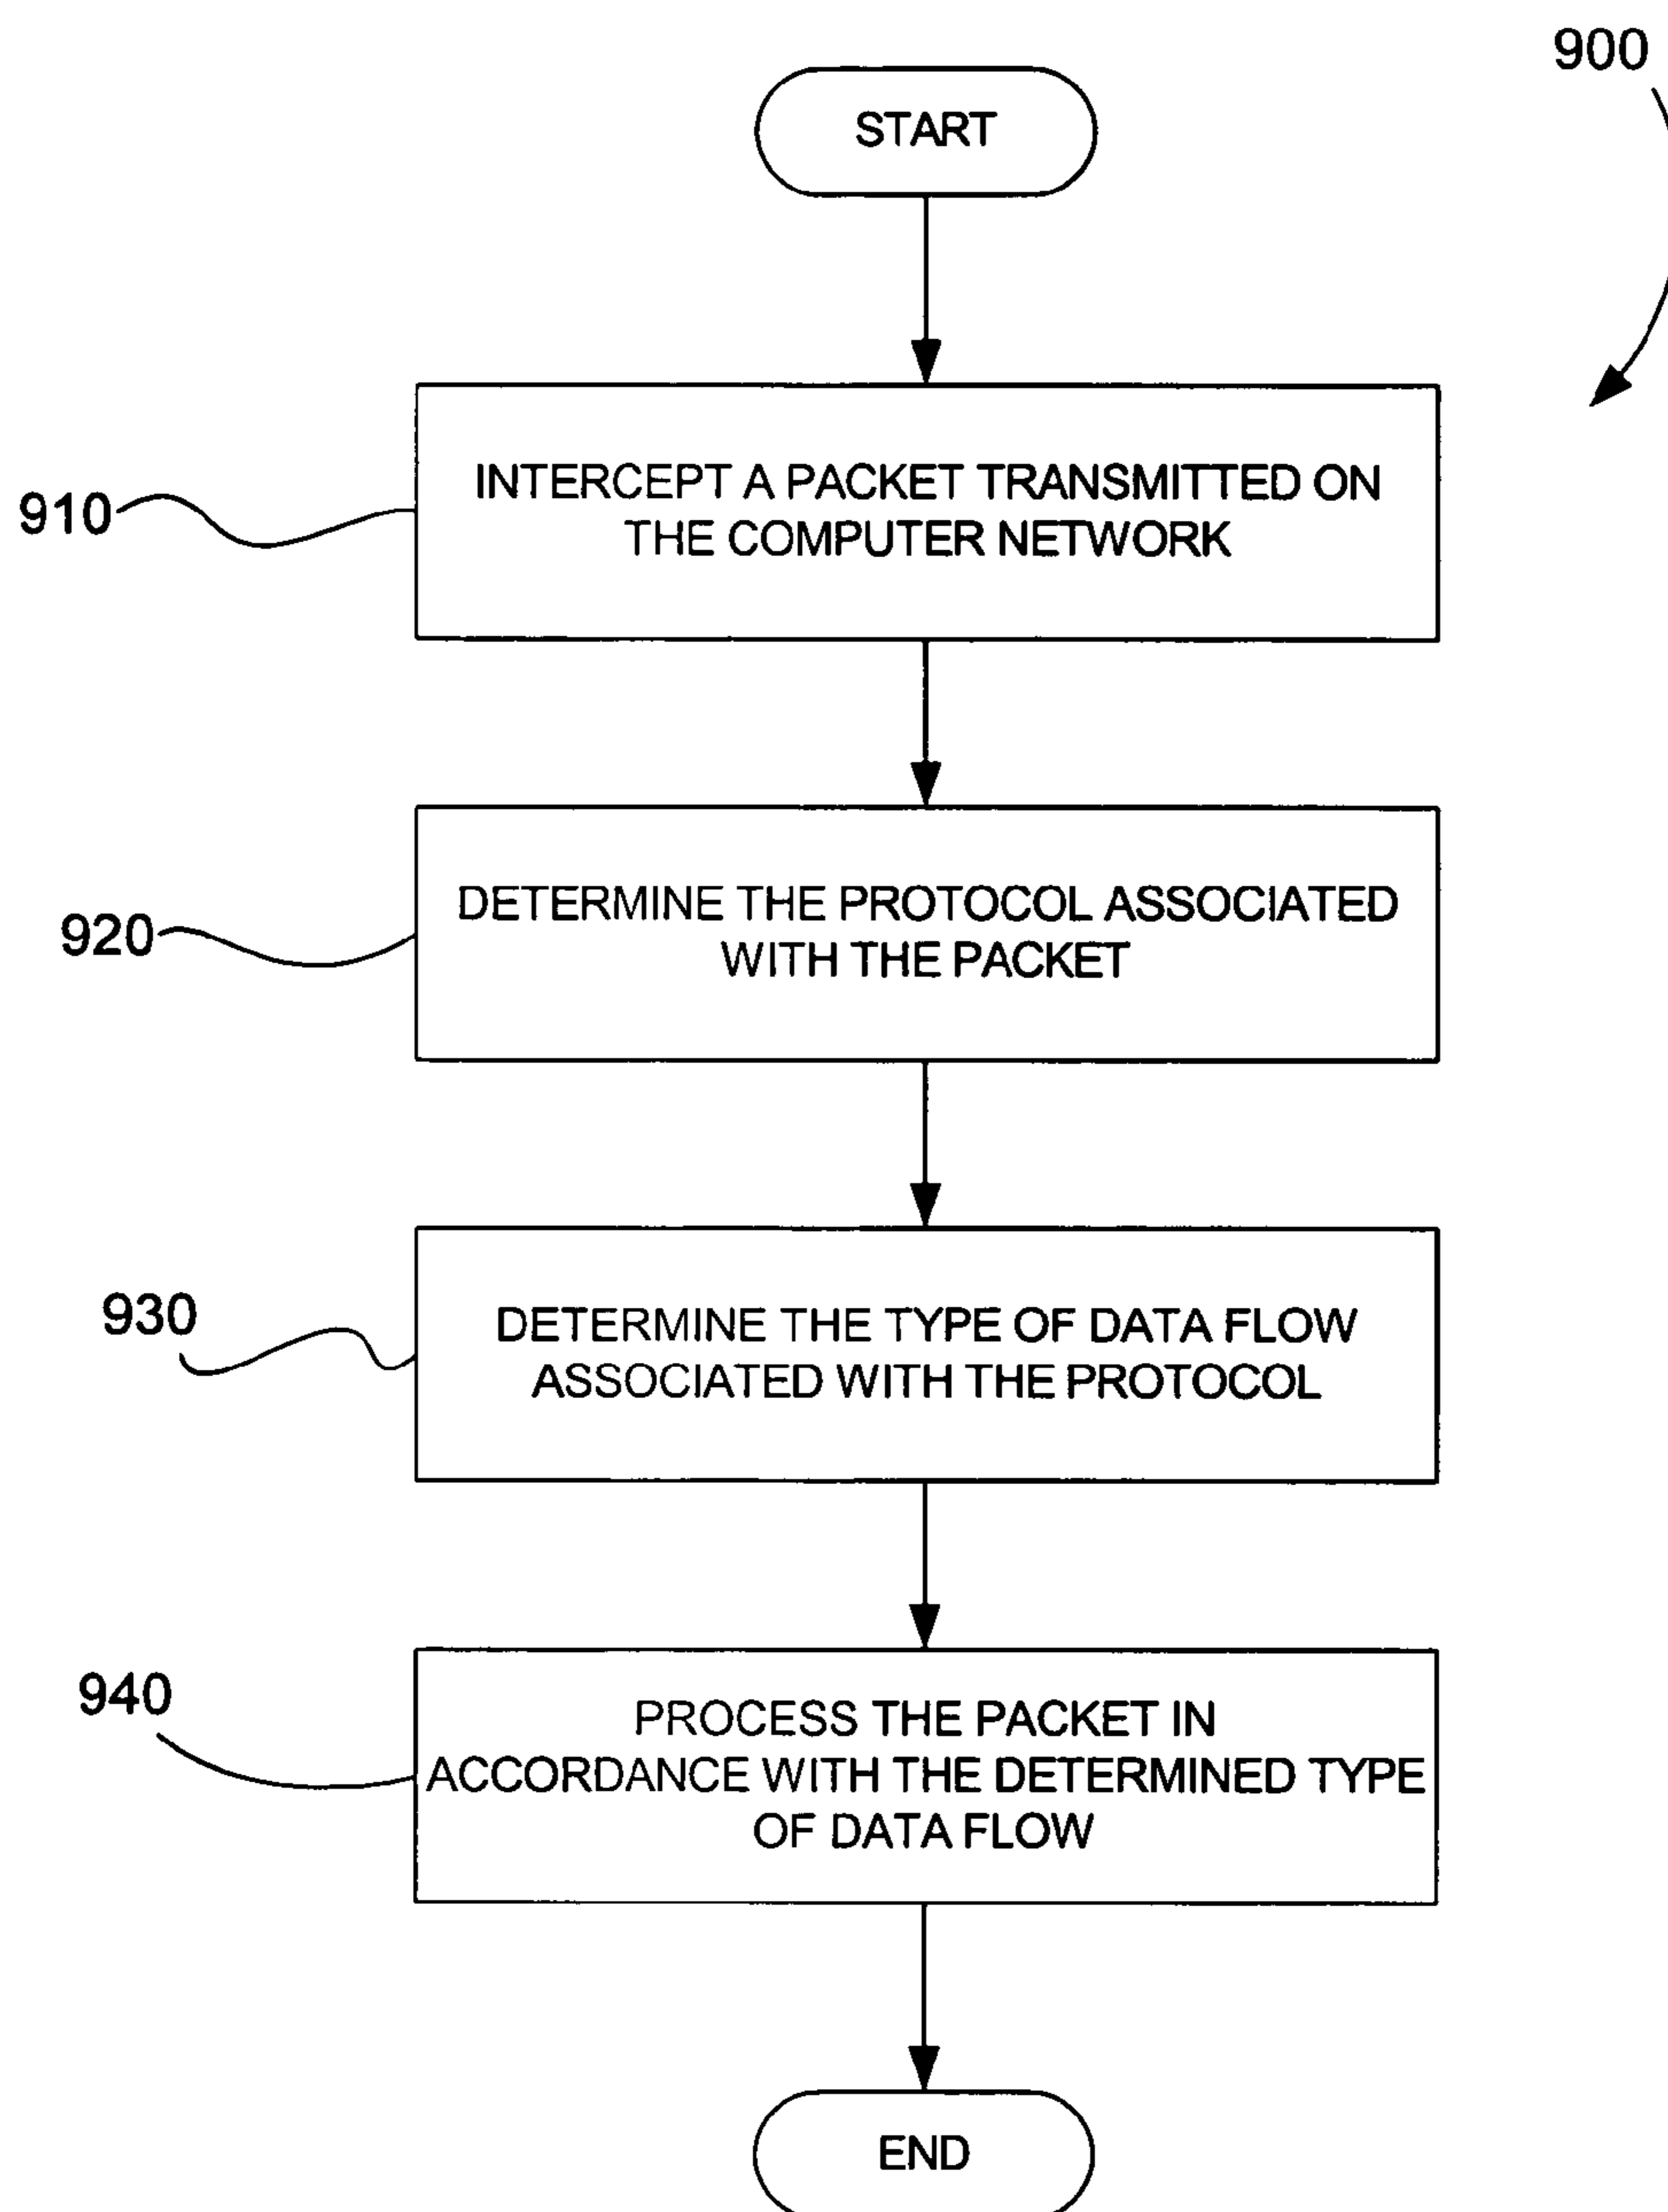 900
START
910
INTERCEPT A PACKET TRANSMITTED ON
THE COMPUTER NETWORK
920
DETERMINE THE PROTOCOL ASSOCIATED
WITH THE PACKET
930
DETERMINE THE TYPE OF DATA FLOW
ASSOCIATED WITH THE PROTOCOL
940
PROCESS THE PACKET IN
ACCORDANCE WITH THE DETERMINED TYPE
OF DATA FLOW
END